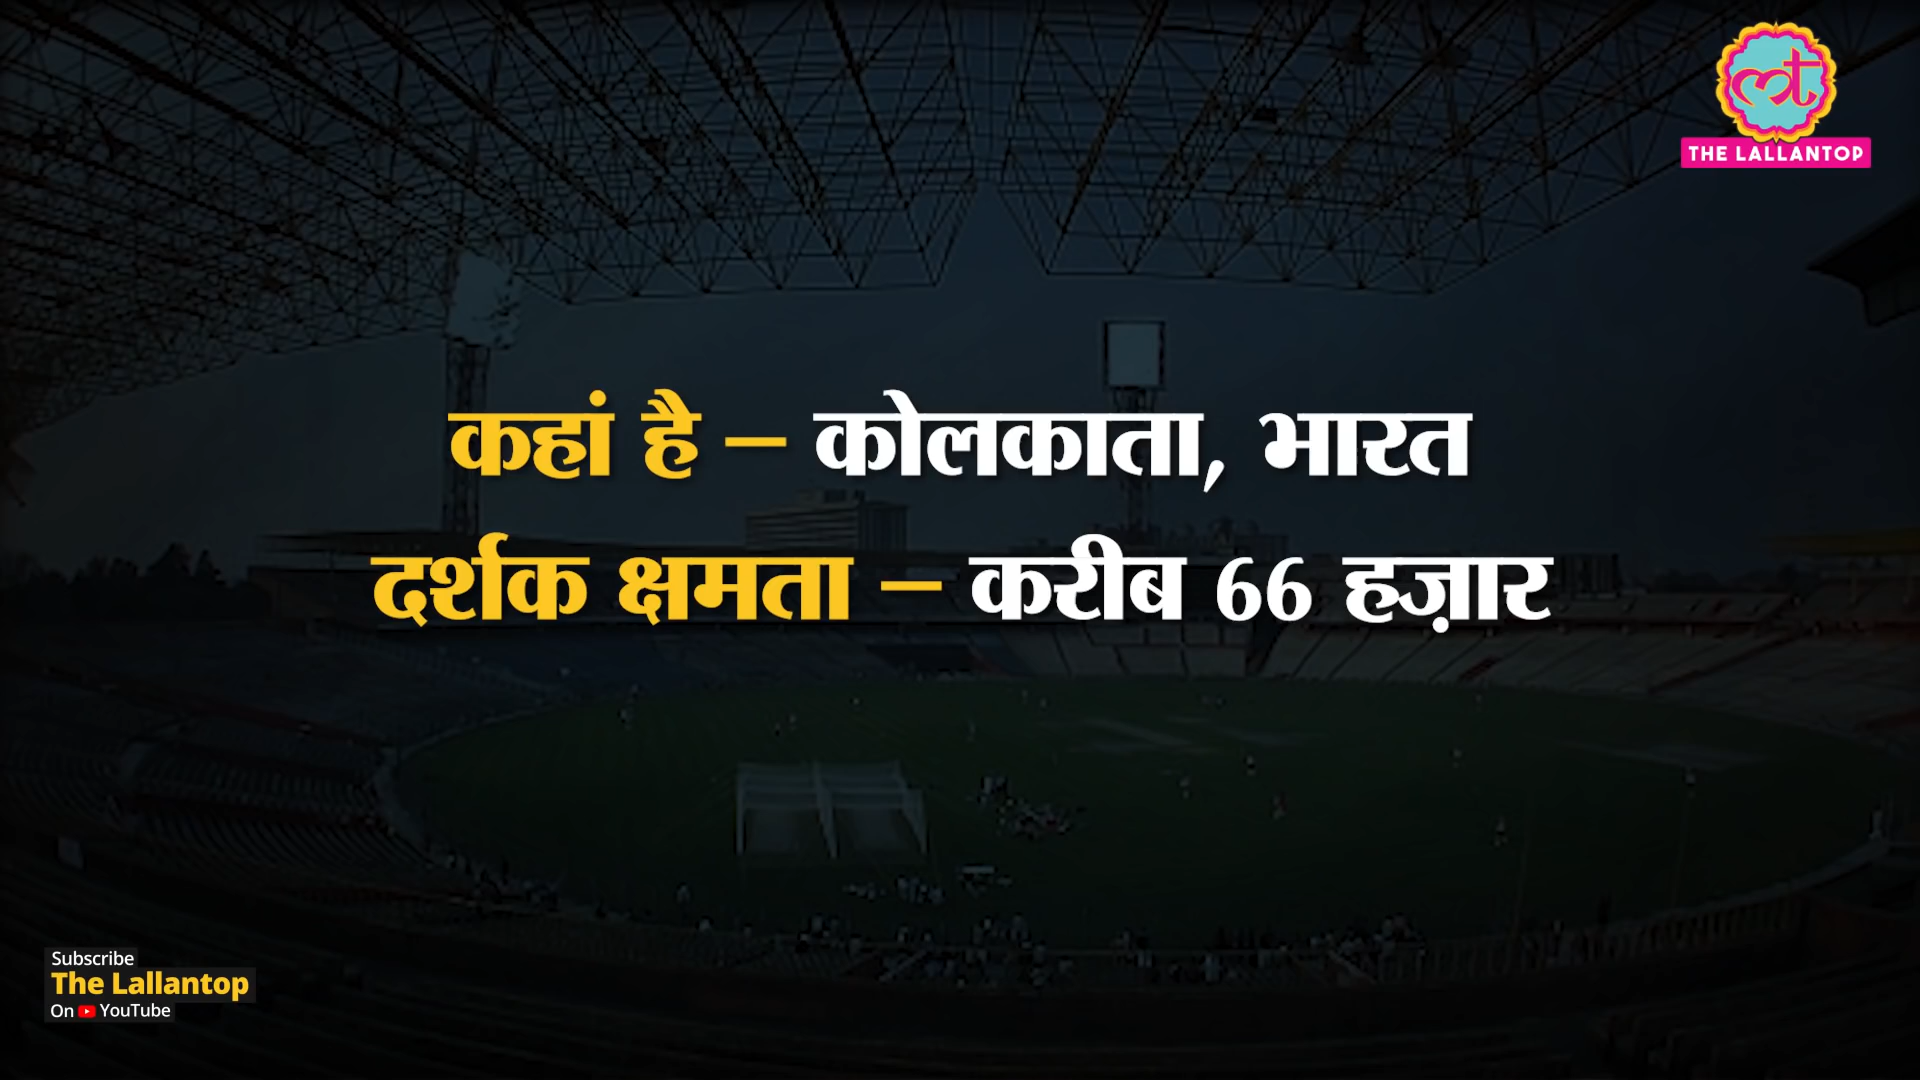 THE LALLANTOP
कहां है – कोलकाता, भारत
दर्शक क्षमता – करीब 66 हज़ार
Subscribe
The Lallantop
On YouTube